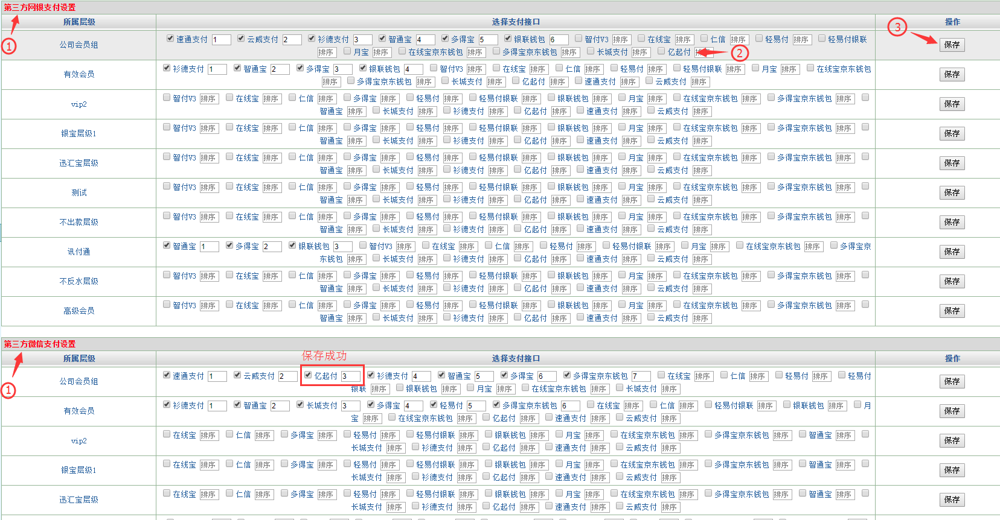 第三方网银支付设置
所属层级 选择支付接口 操作
公司会员组 速通支付 1 云威支付 2 衫德支付 3 智通宝 4 多得宝 5 银联钱包 6 智付V3 排序 在线宝 排序 仁信 排序 轻易付 排序 轻易付银联
排序 月宝 排序 在线宝京东钱包 排序 多得宝京东钱包 排序 长城支付 排序 亿起付 保存
① ② ③
有效会员 衫德支付 1 智通宝 2 多得宝 3 银联钱包 4 智付V3 排序 在线宝 排序 仁信 排序 轻易付 排序 轻易付银联 排序 月宝 排序 在线宝京东钱包
排序 多得宝京东钱包 排序 长城支付 排序 亿起付 排序 速通支付 排序 云威支付 排序 保存
vip2 智付V3 排序 在线宝 排序 仁信 排序 多得宝 排序 轻易付 排序 轻易付银联 排序 银联钱包 排序 月宝 排序 在线宝京东钱包 排序 多得宝京东钱包 排序
智通宝 排序 长城支付 排序 衫德支付 排序 亿起付 排序 速通支付 排序 云威支付 排序 保存
银宝层级1 智付V3 排序 在线宝 排序 仁信 排序 多得宝 排序 轻易付 排序 轻易付银联 排序 银联钱包 排序 月宝 排序 在线宝京东钱包 排序 多得宝京东钱包 排序
智通宝 排序 长城支付 排序 衫德支付 排序 亿起付 排序 速通支付 排序 云威支付 排序 保存
迅汇宝层级 智付V3 排序 在线宝 排序 仁信 排序 多得宝 排序 轻易付 排序 轻易付银联 排序 银联钱包 排序 月宝 排序 在线宝京东钱包 排序 多得宝京东钱包 排序
智通宝 排序 长城支付 排序 衫德支付 排序 亿起付 排序 速通支付 排序 云威支付 排序 保存
测试 智付V3 排序 在线宝 排序 仁信 排序 多得宝 排序 轻易付 排序 轻易付银联 排序 银联钱包 排序 月宝 排序 在线宝京东钱包 排序 多得宝京东钱包 排序
智通宝 排序 长城支付 排序 衫德支付 排序 亿起付 排序 速通支付 排序 云威支付 排序 保存
不出款层级 智付V3 排序 在线宝 排序 仁信 排序 多得宝 排序 轻易付 排序 轻易付银联 排序 银联钱包 排序 月宝 排序 在线宝京东钱包 排序 多得宝京东钱包 排序
智通宝 排序 长城支付 排序 衫德支付 排序 亿起付 排序 速通支付 排序 云威支付 排序 保存
讯付通 智通宝 1 多得宝 2 银联钱包 3 智付V3 排序 在线宝 排序 仁信 排序 轻易付 排序 轻易付银联 排序 月宝 排序 在线宝京东钱包 排序 多得宝京
东钱包 排序 长城支付 排序 衫德支付 排序 亿起付 排序 速通支付 排序 云威支付 排序 保存
不反水层级 智付V3 排序 在线宝 排序 仁信 排序 多得宝 排序 轻易付 排序 轻易付银联 排序 银联钱包 排序 月宝 排序 在线宝京东钱包 排序 多得宝京东钱包 排序
智通宝 排序 长城支付 排序 衫德支付 排序 亿起付 排序 速通支付 排序 云威支付 排序 保存
高级会员 智付V3 排序 在线宝 排序 仁信 排序 多得宝 排序 轻易付 排序 轻易付银联 排序 银联钱包 排序 月宝 排序 在线宝京东钱包 排序 多得宝京东钱包 排序
智通宝 排序 长城支付 排序 衫德支付 排序 亿起付 排序 速通支付 排序 云威支付 排序 保存
第三方微信支付设置
保存成功
所属层级 选择支付接口 操作
① 公司会员组 速通支付 1 云威支付 2 亿起付 3 衫德支付 4 智通宝 5 多得宝 6 多得宝京东钱包 7 在线宝 排序 仁信 排序 轻易付 排序 轻易付
银联 排序 银联钱包 排序 月宝 排序 在线宝京东钱包 排序 长城支付 排序 保存
有效会员 衫德支付 1 智通宝 2 长城支付 3 多得宝 4 轻易付 5 多得宝京东钱包 6 在线宝 排序 仁信 排序 轻易付银联 排序 银联钱包 排序 月
宝 排序 在线宝京东钱包 排序 亿起付 排序 速通支付 排序 云威支付 排序 保存
vip2 在线宝 排序 仁信 排序 多得宝 排序 轻易付 排序 轻易付银联 排序 银联钱包 排序 月宝 排序 在线宝京东钱包 排序 多得宝京东钱包 排序 智通宝 排序
长城支付 排序 衫德支付 排序 亿起付 排序 速通支付 排序 云威支付 排序 保存
银宝层级1 在线宝 排序 仁信 排序 多得宝 排序 轻易付 排序 轻易付银联 排序 银联钱包 排序 月宝 排序 在线宝京东钱包 排序 多得宝京东钱包 排序 智通宝 排序
长城支付 排序 衫德支付 排序 亿起付 排序 速通支付 排序 云威支付 排序 保存
迅汇宝层级 在线宝 排序 仁信 排序 多得宝 排序 轻易付 排序 轻易付银联 排序 银联钱包 排序 月宝 排序 在线宝京东钱包 排序 多得宝京东钱包 排序 智通宝 排序
长城支付 排序 衫德支付 排序 亿起付 排序 速通支付 排序 云威支付 排序 保存